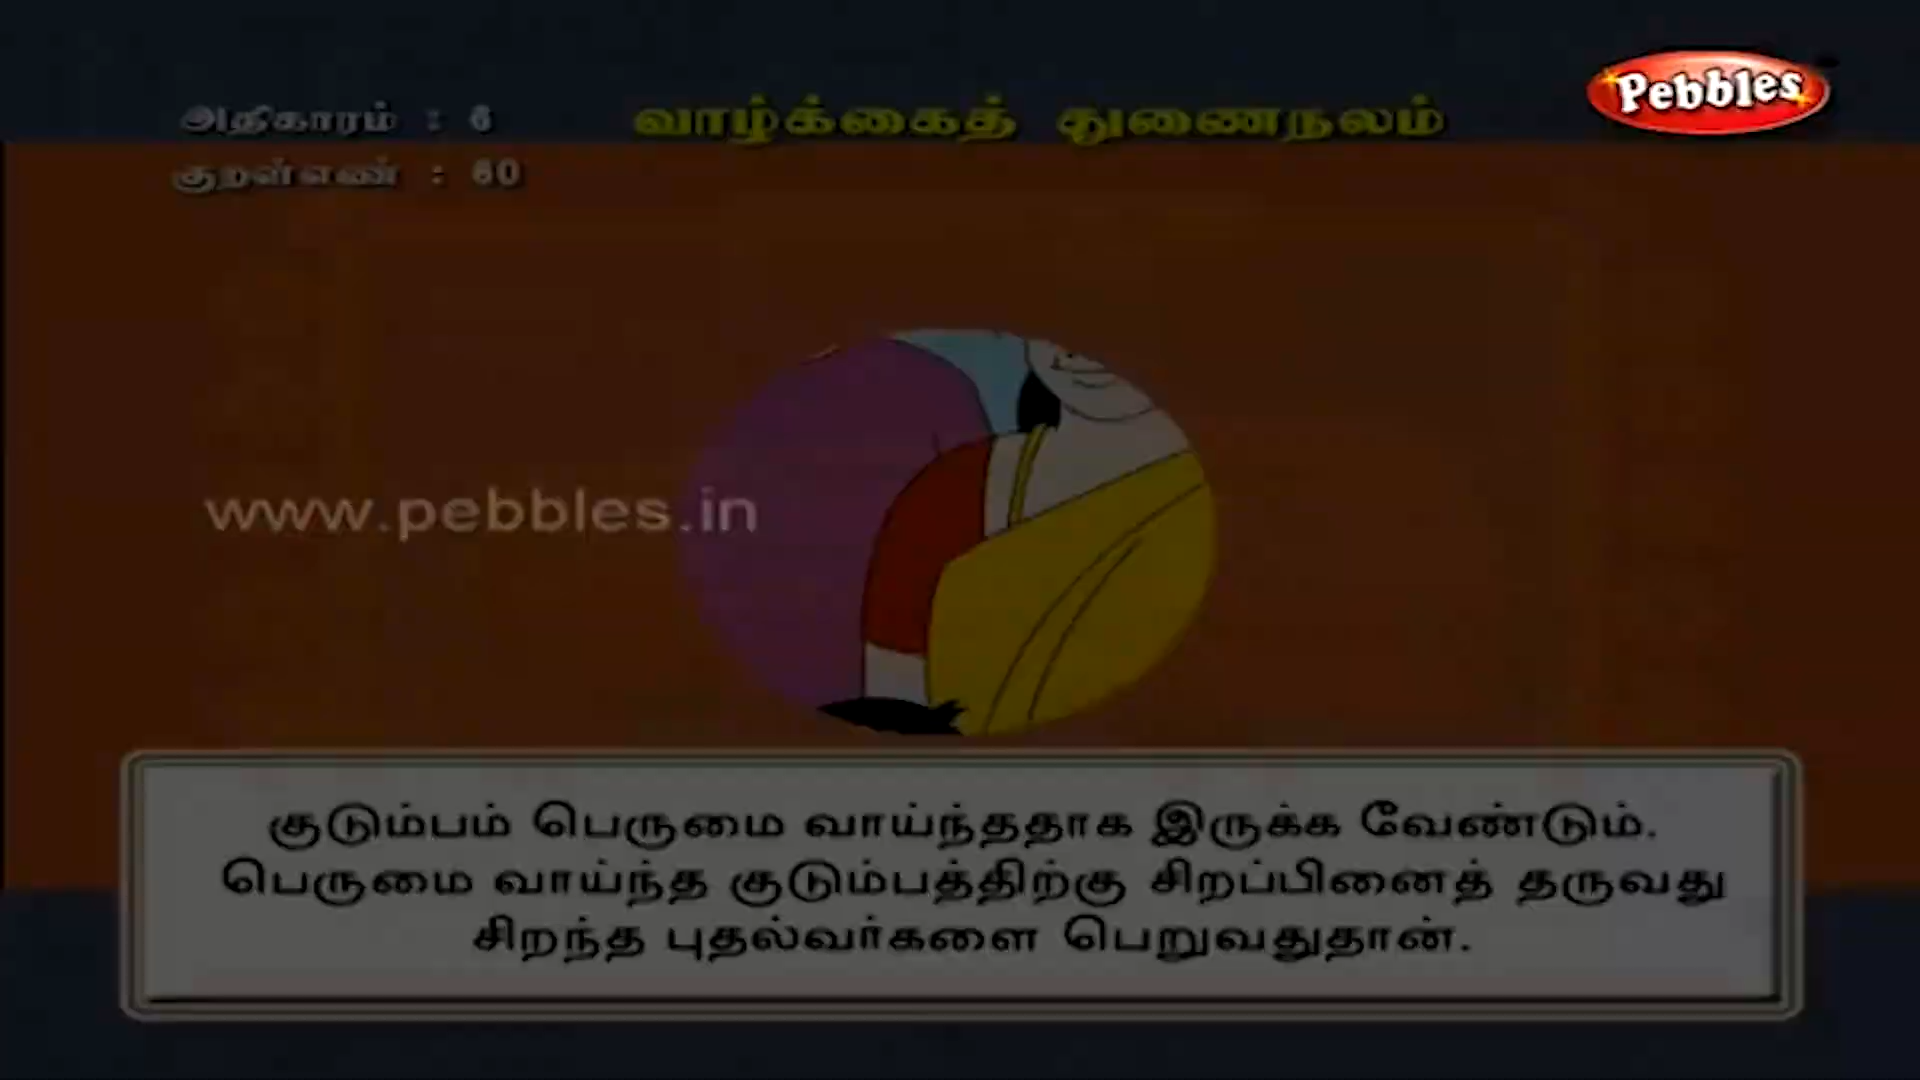 Pebbles
அதிகாரம் : 6 வாழ்க்கைத் துணைநலம்
குறள்எண் : 60
www.pebbles.in
குடும்பம் பெருமை வாய்ந்ததாக இருக்க வேண்டும்.
பெருமை வாய்ந்த குடும்பத்திற்கு சிறப்பினைத் தருவது
சிறந்த புதல்வர்களை பெறுவதுதான்.